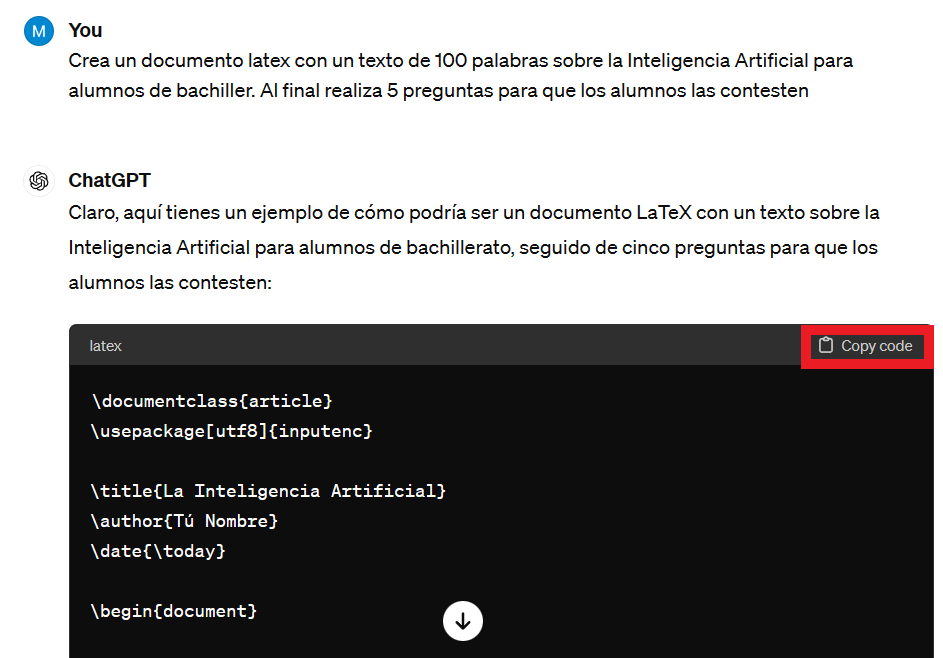 M
You
Crea un documento latex con un texto de 100 palabras sobre la Inteligencia Artificial para
alumnos de bachiller. Al final realiza 5 preguntas para que los alumnos las contesten
ChatGPT
Claro, aquí tienes un ejemplo de cómo podría ser un documento LaTeX con un texto sobre la
Inteligencia Artificial para alumnos de bachillerato, seguido de cinco preguntas para que los
alumnos las contesten:
latex
Copy code
\documentclass{article}
\usepackage[utf8]{inputenc}
\title{La Inteligencia Artificial}
\author{Tú Nombre}
\date{\today}
\begin{document}